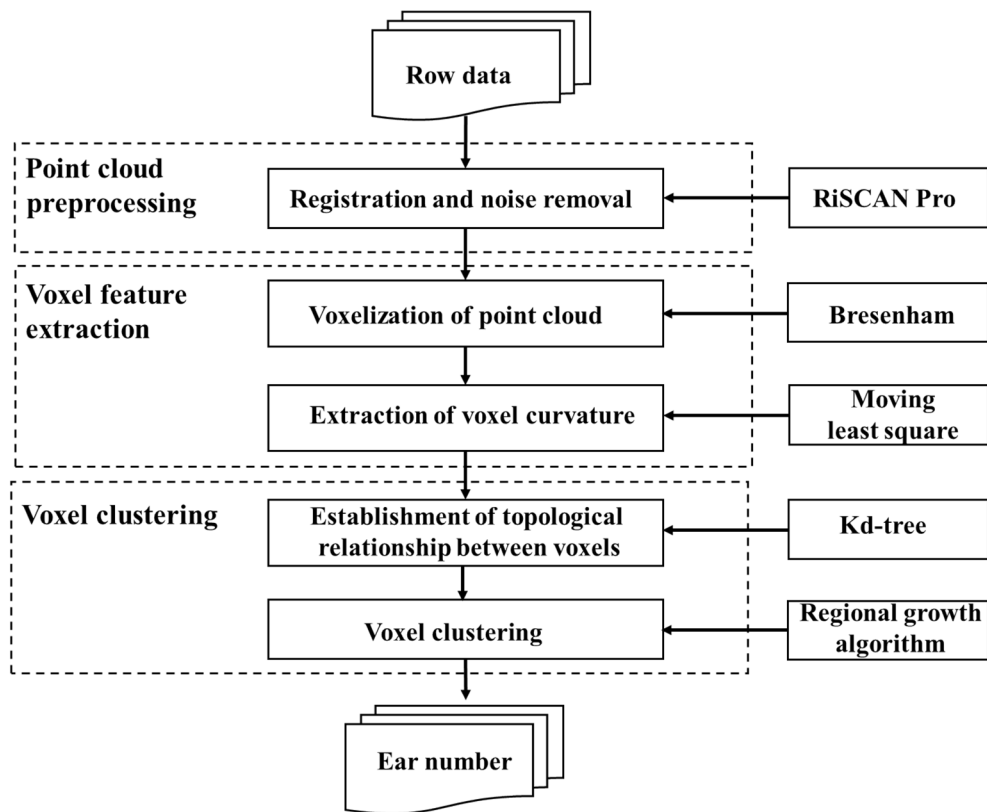 Row data
Point cloud
preprocessing
Registration and noise removal
RiSCAN Pro
Voxel feature
extraction
Voxelization of point cloud
Bresenham
Extraction of voxel curvature
Moving
least square
Voxel clustering
Establishment of topological
relationship between voxels
Kd-tree
Voxel clustering
Regional growth
algorithm
Ear number